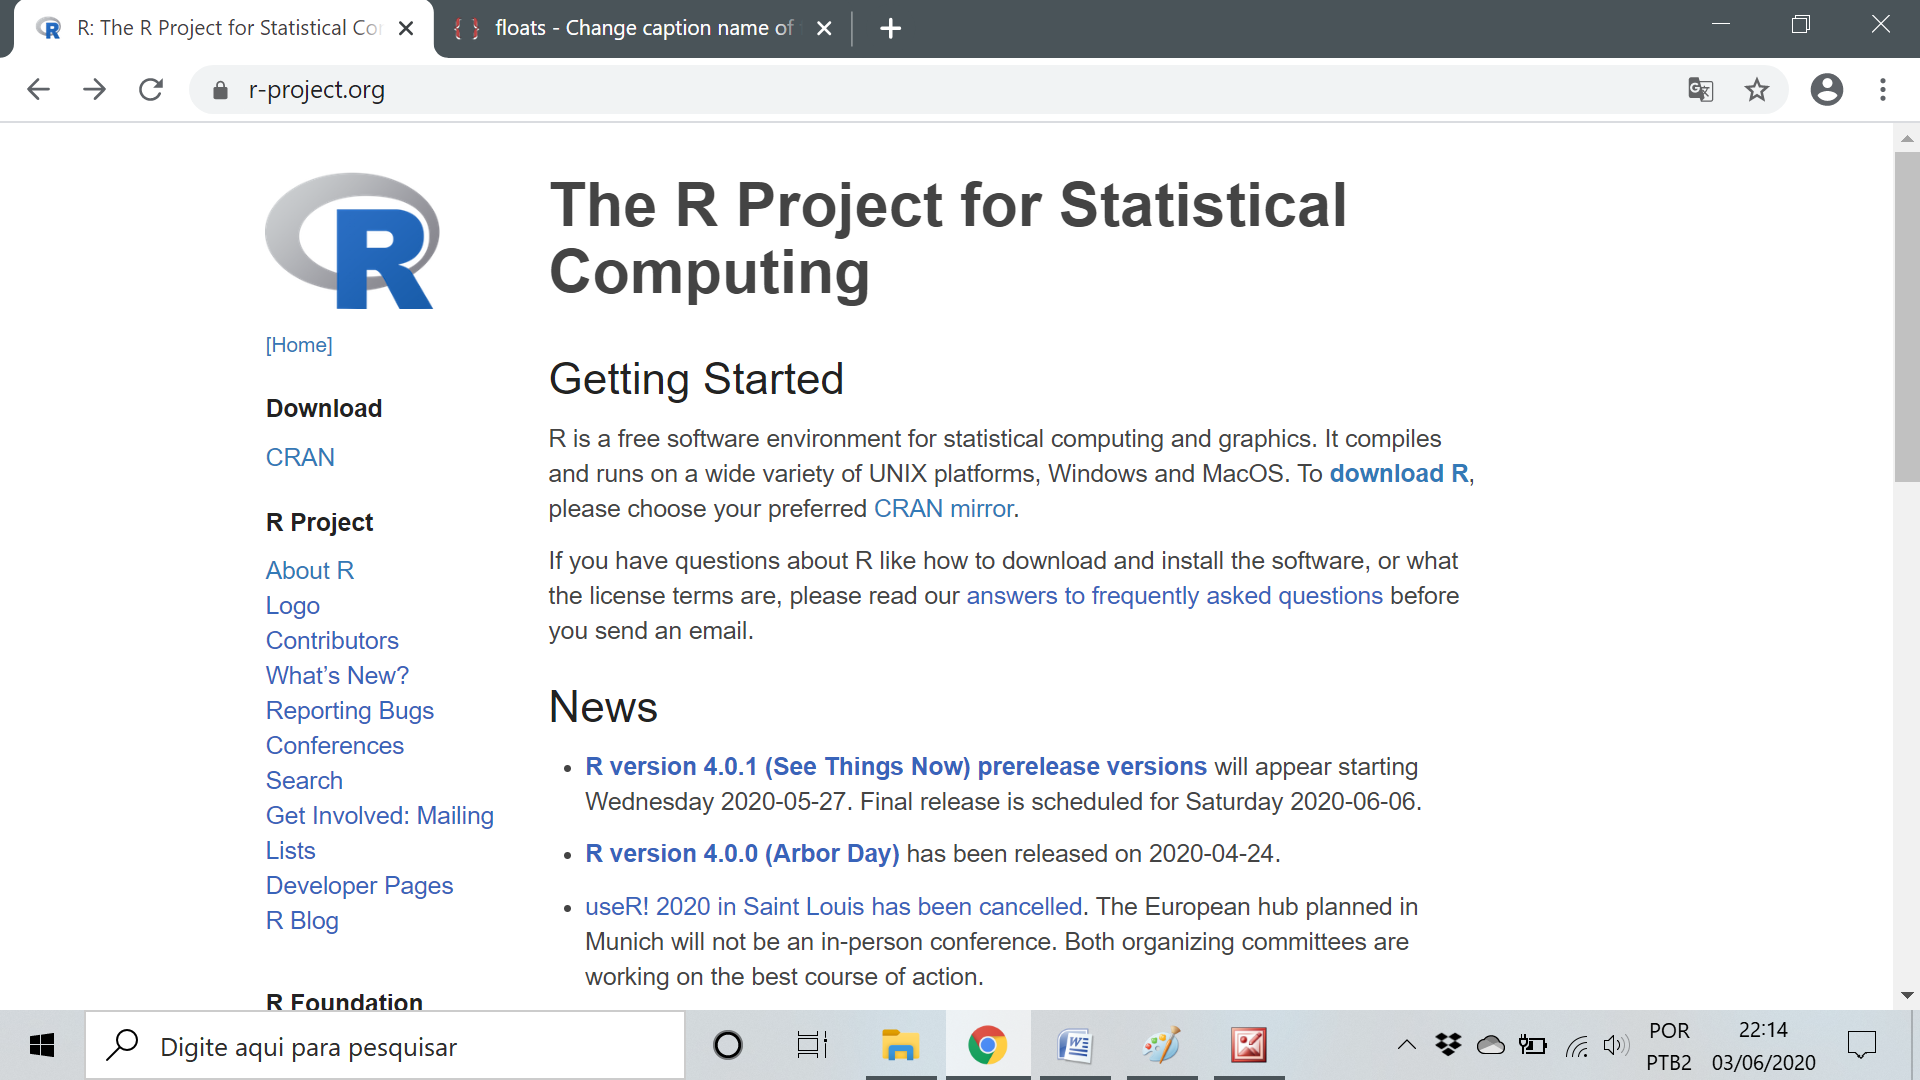 R: The R Project for Statistical Co
floats - Change caption name of
r-project.org
R
The R Project for Statistical
Computing
[Home]
Download
CRAN
R Project
About R
Logo
Contributors
What’s New?
Reporting Bugs
Conferences
Search
Get Involved: Mailing
Lists
Developer Pages
R Blog
R Foundation
Getting Started
R is a free software environment for statistical computing and graphics. It compiles
and runs on a wide variety of UNIX platforms, Windows and MacOS. To download R,
please choose your preferred CRAN mirror.
If you have questions about R like how to download and install the software, or what
the license terms are, please read our answers to frequently asked questions before
you send an email.
News
• R version 4.0.1 (See Things Now) prerelease versions will appear starting
Wednesday 2020-05-27. Final release is scheduled for Saturday 2020-06-06.
• R version 4.0.0 (Arbor Day) has been released on 2020-04-24.
• useR! 2020 in Saint Louis has been cancelled. The European hub planned in
Munich will not be an in-person conference. Both organizing committees are
working on the best course of action.
Digite aqui para pesquisar
POR
PTB2
22:14
03/06/2020